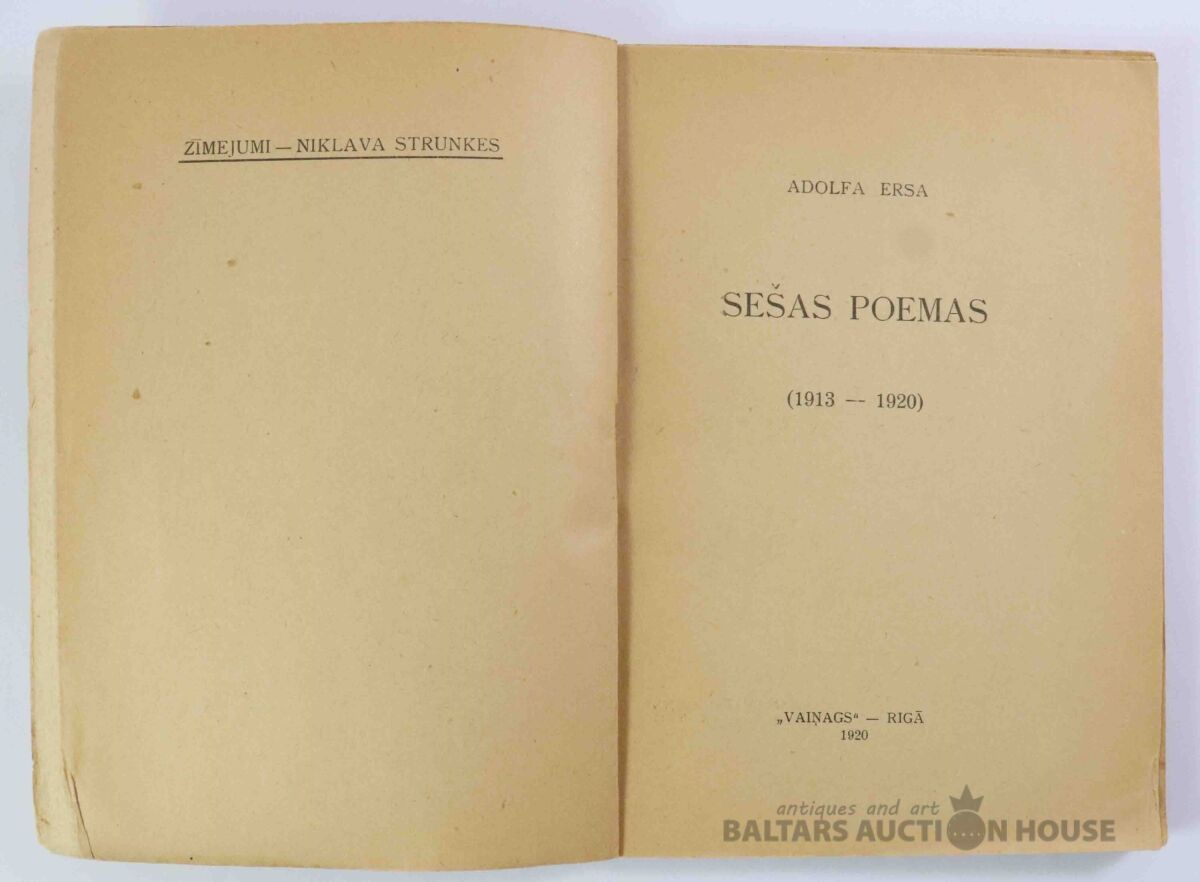 ZĪMEJUMI — NIKLAVA STRUNKES
ADOLFA ERSA
SEŠAS POEMAS
(1913 — 1920)
„VAIŅAGS“ — RIGĀ
1920
antiques and art
BALTARS AUCTION HOUSE